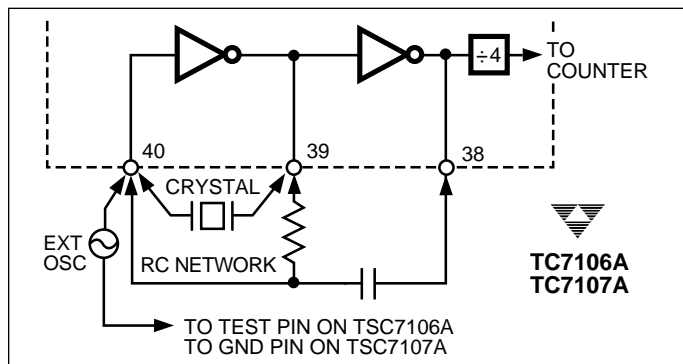 ÷4
TO
COUNTER
40
39
38
CRYSTAL
EXT
OSC
RC NETWORK
TC7106A
TC7107A
TO TEST PIN ON TSC7106A
TO GND PIN ON TSC7107A